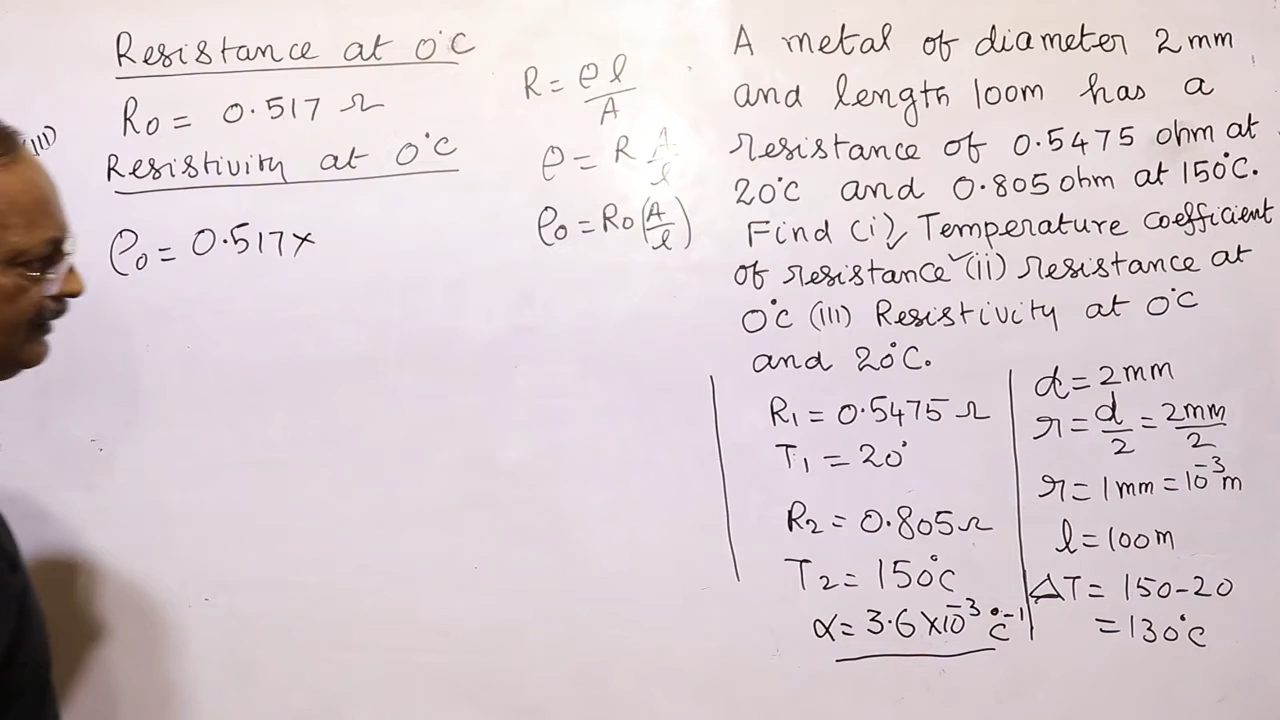 Resistance at 0°C
R0 = 0.517 Ω
(III)
Resistivity at 0°C
ρ0 = 0.517×
R = ρl/A
ρ = R A/l
ρ0 = R0(A/l)
A metal of diameter 2mm
and length 100m has a
resistance of 0.5475 ohm at
20°C and 0.805 ohm at 150°C.
Find (i) Temperature coefficient
of resistance (ii) resistance at
0°C (III) Resistivity at 0°C
and 20°C.
R1 = 0.5475 Ω
T1 = 20°
R2 = 0.805 Ω
T2 = 150°C
α = 3.6×10⁻³ °C⁻¹
d = 2mm
r = d/2 = 2mm/2
r = 1mm = 10⁻³m
l = 100m
ΔT = 150-20
= 130°C